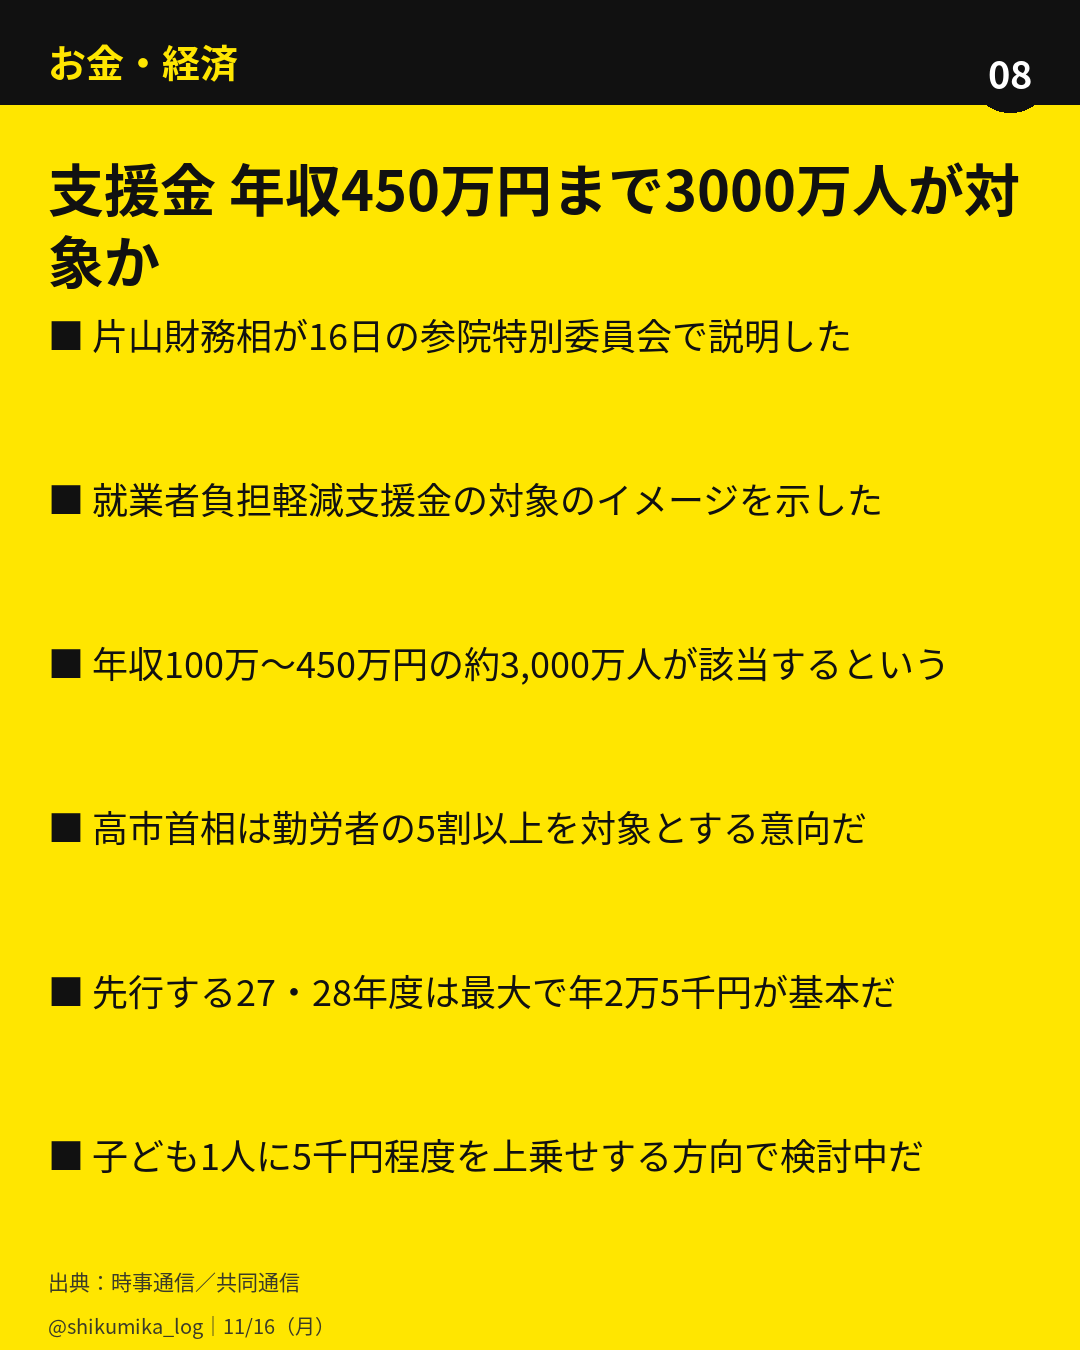 お金・経済
08
支援金 年収450万円まで3000万人が対
象か
■ 片山財務相が16日の参院特別委員会で説明した
■ 就業者負担軽減支援金の対象のイメージを示した
■ 年収100万～450万円の約3,000万人が該当するという
■ 高市首相は勤労者の5割以上を対象とする意向だ
■ 先行する27・28年度は最大で年2万5千円が基本だ
■ 子ども1人に5千円程度を上乗せする方向で検討中だ
出典：時事通信／共同通信
@shikumika_log｜11/16（月）